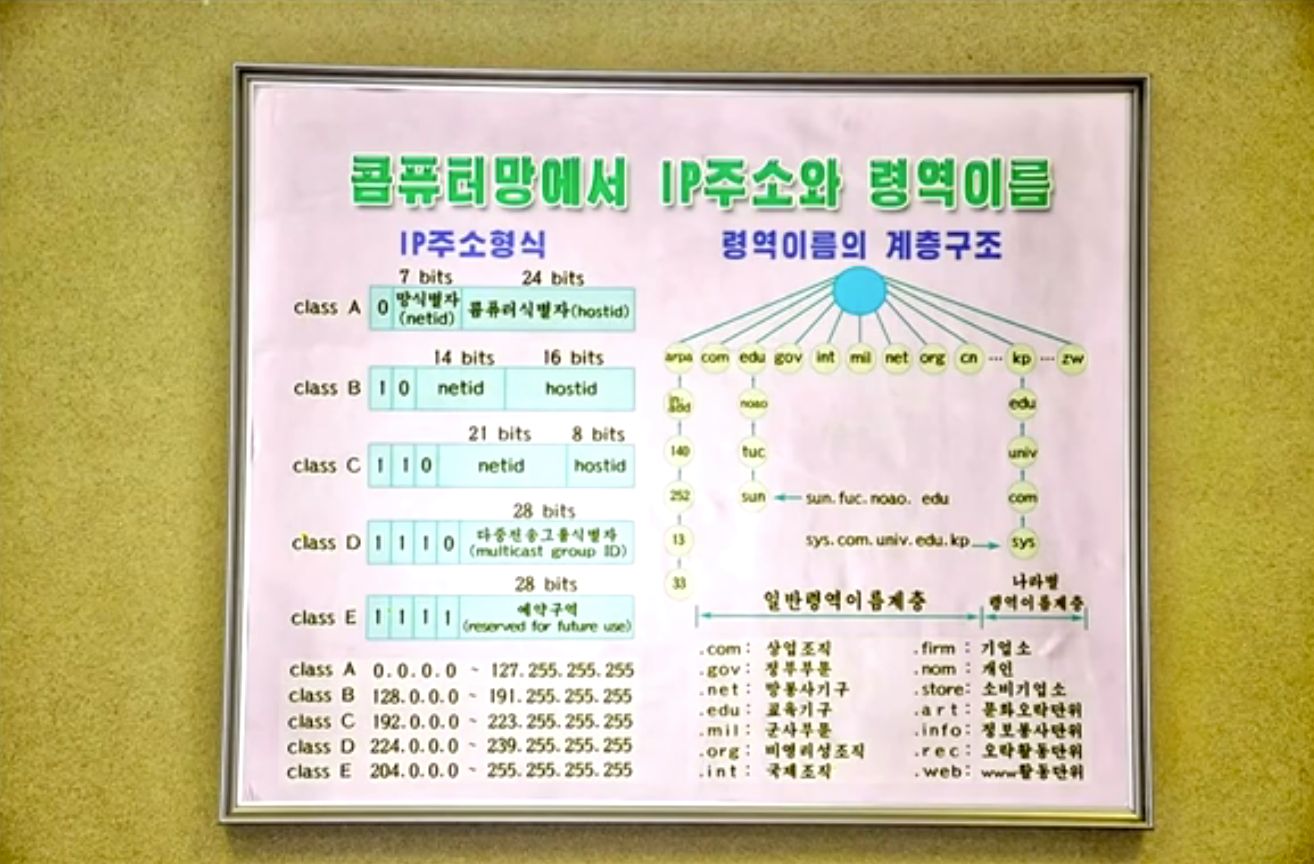 콤퓨터망에서 IP주소와 령역이름
IP주소형식
7 bits 24 bits
class A 0 망식별자 (netid) 콤퓨터식별자(hostid)
14 bits 16 bits
class B 1 0 netid hostid
21 bits 8 bits
class C 1 1 0 netid hostid
28 bits
class D 1 1 1 0 다중전송그룹식별자 (multicast group ID)
28 bits
class E 1 1 1 1 예약구역 (reserved for future use)
class A 0.0.0.0 ~ 127.255.255.255
class B 128.0.0.0 ~ 191.255.255.255
class C 192.0.0.0 ~ 223.255.255.255
class D 224.0.0.0 ~ 239.255.255.255
class E 204.0.0.0 ~ 255.255.255.255
령역이름의 계층구조
arpa com edu gov int mil net org cn ... kp ... zw
in-add noao edu
140 tuc univ
252 sun sun.fuc.noao. edu com
13 sys.com.univ.edu.kp sys
33
일반령역이름계층
나라별
령역이름계층
.com: 상업조직 .firm : 기업소
.gov: 정부부문 .nom : 개인
.net : 망봉사기구 .store: 소비기업소
.edu: 교육기구 .art: 문화오락단위
.mil: 군사부문 .info: 정보봉사단위
.org: 비영리성조직 .rec: 오락활동단위
.int: 국제조직 .web: www활동단위